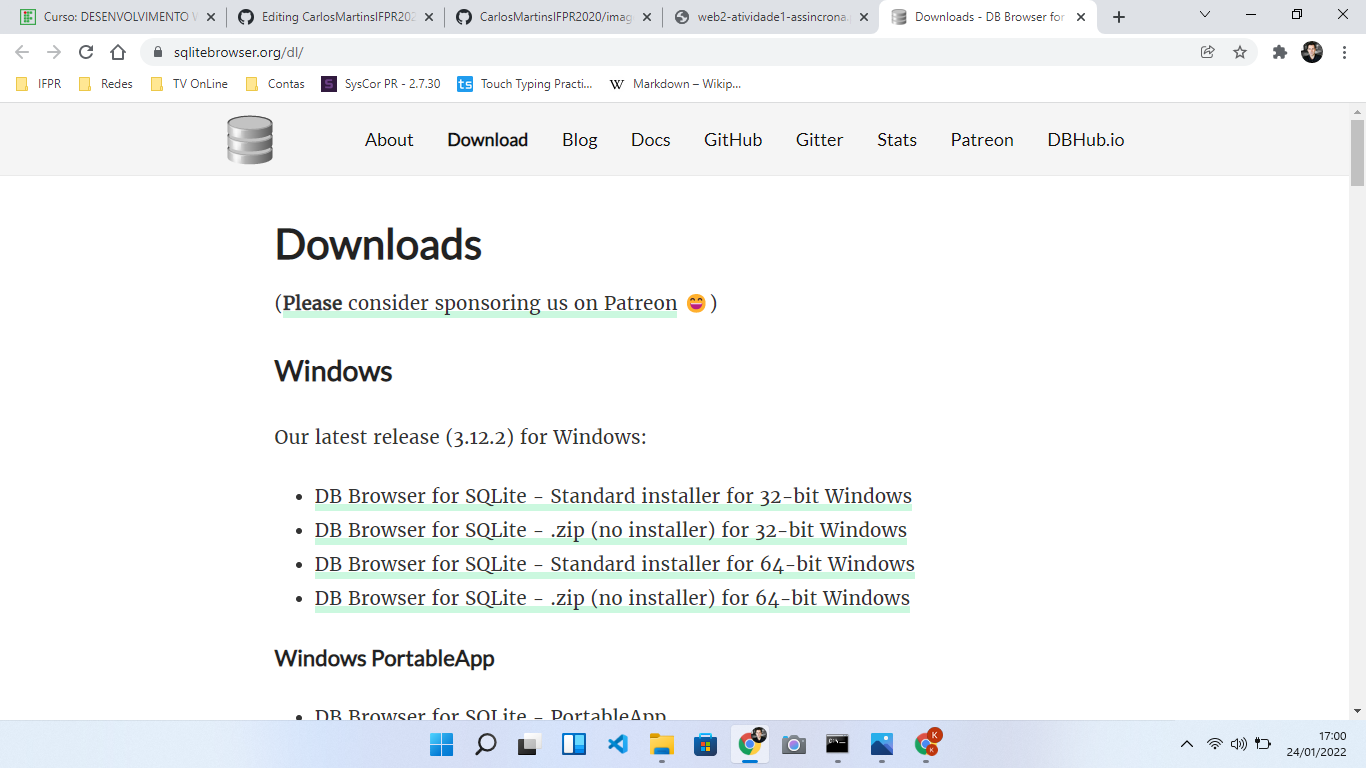 Curso: DESENVOLVIMENTO W
Editing CarlosMartinsIFPR202
CarlosMartinsIFPR2020/imag
web2-atividade1-assincrona.
Downloads - DB Browser for
sqlitebrowser.org/dl/
IFPR
Redes
TV OnLine
Contas
SysCor PR - 2.7.30
Touch Typing Practi...
Markdown – Wikip...
About
Download
Blog
Docs
GitHub
Gitter
Stats
Patreon
DBHub.io
Downloads
(Please consider sponsoring us on Patreon 😄)
Windows
Our latest release (3.12.2) for Windows:
• DB Browser for SQLite - Standard installer for 32-bit Windows
• DB Browser for SQLite - .zip (no installer) for 32-bit Windows
• DB Browser for SQLite - Standard installer for 64-bit Windows
• DB Browser for SQLite - .zip (no installer) for 64-bit Windows
Windows PortableApp
• DB Browser for SQLite - PortableApp
17:00
24/01/2022